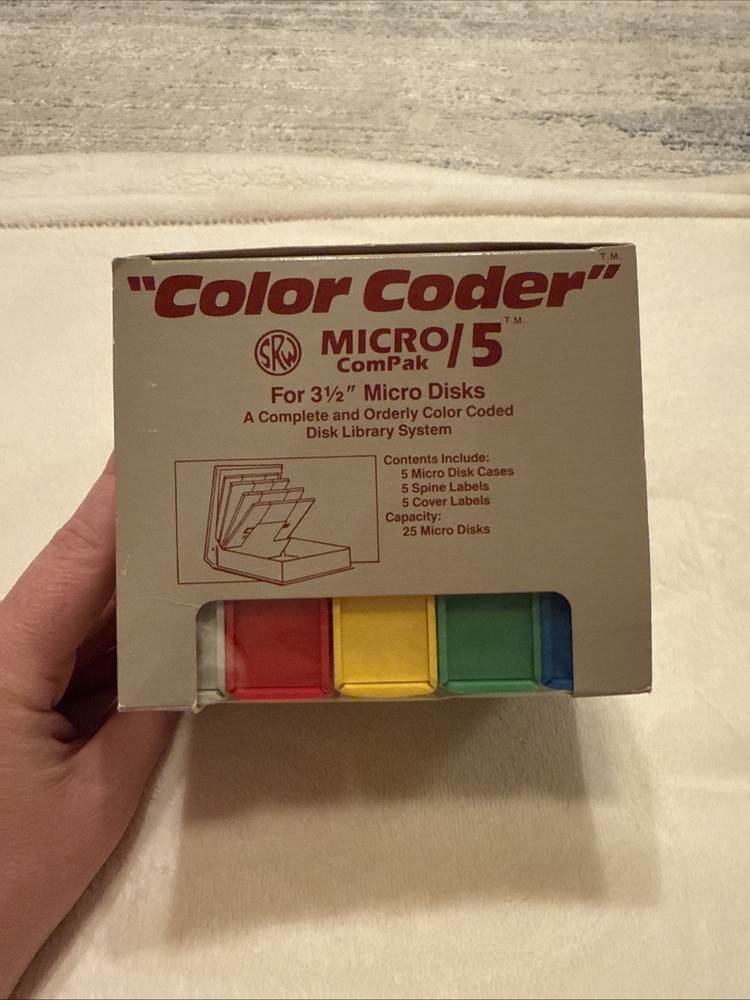 T.M.
"Color Coder"
SRW MICRO/5 T.M.
ComPak
For 3½" Micro Disks
A Complete and Orderly Color Coded
Disk Library System
Contents Include:
5 Micro Disk Cases
5 Spine Labels
5 Cover Labels
Capacity:
25 Micro Disks